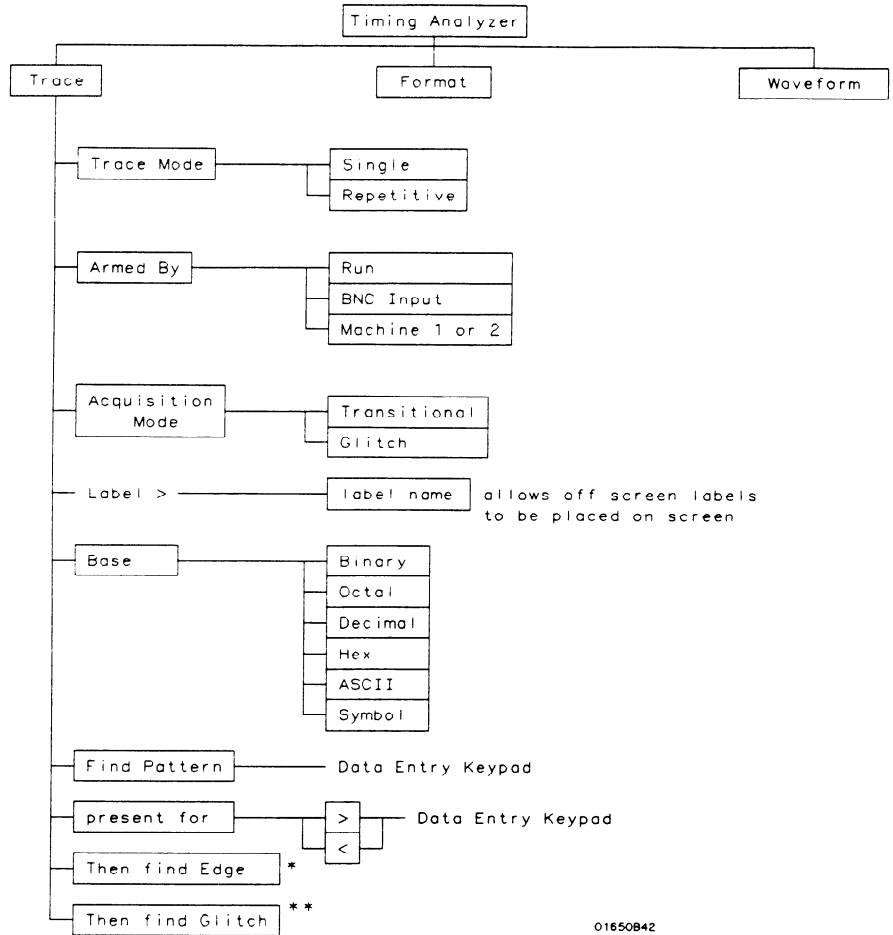 Timing Analyzer
Trace
Format
Waveform
Trace Mode
Single
Repetitive
Armed By
Run
BNC Input
Machine 1 or 2
Acquisition
Mode
Transitional
Glitch
Label >
label name
allows off screen labels
to be placed on screen
Base
Binary
Octal
Decimal
Hex
ASCII
Symbol
Find Pattern
Data Entry Keypad
present for
>
<
Data Entry Keypad
Then find Edge *
Then find Glitch **
01650B42